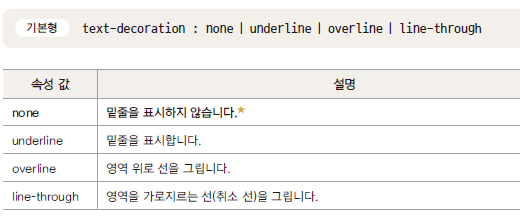 기본형 text-decoration : none | underline | overline | line-through
속성 값 설명
none 밑줄을 표시하지 않습니다.★
underline 밑줄을 표시합니다.
overline 영역 위로 선을 그립니다.
line-through 영역을 가로지르는 선(취소 선)을 그립니다.